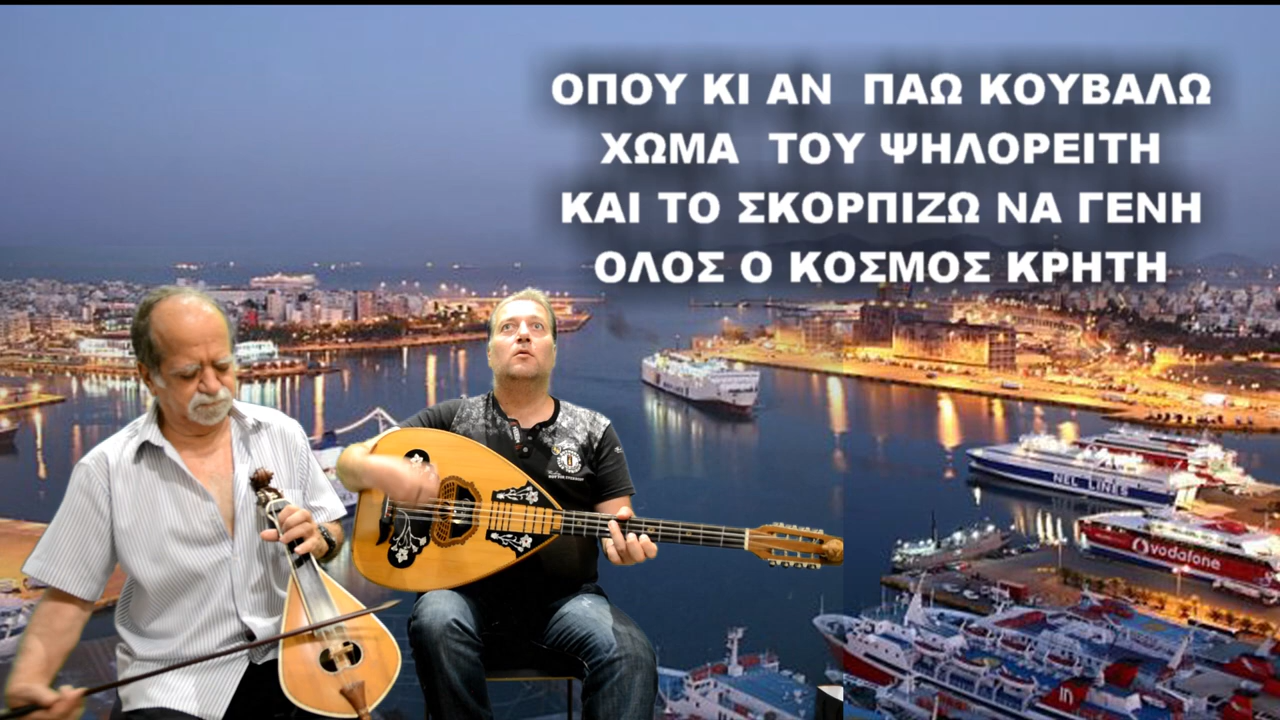 ΟΠΟΥ ΚΙ ΑΝ ΠΑΩ ΚΟΥΒΑΛΩ
ΧΩΜΑ ΤΟΥ ΨΗΛΟΡΕΙΤΗ
ΚΑΙ ΤΟ ΣΚΟΡΠΙΖΩ ΝΑ ΓΕΝΗ
ΟΛΟΣ Ο ΚΟΣΜΟΣ ΚΡΗΤΗ
NEL LINES
vodafone